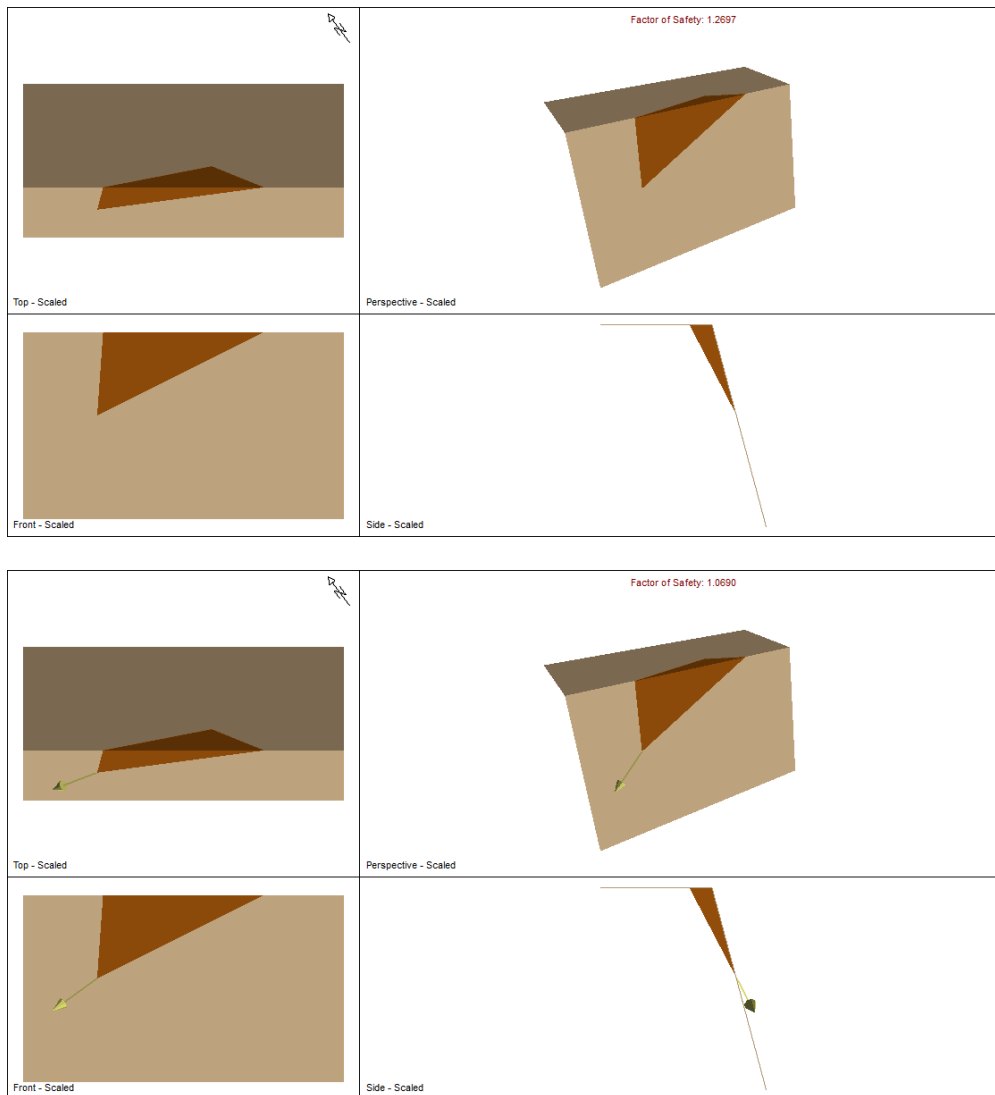 N
Factor of Safety: 1.2697
Top - Scaled
Perspective - Scaled
Front - Scaled
Side - Scaled
N
Factor of Safety: 1.0690
Top - Scaled
Perspective - Scaled
Front - Scaled
Side - Scaled